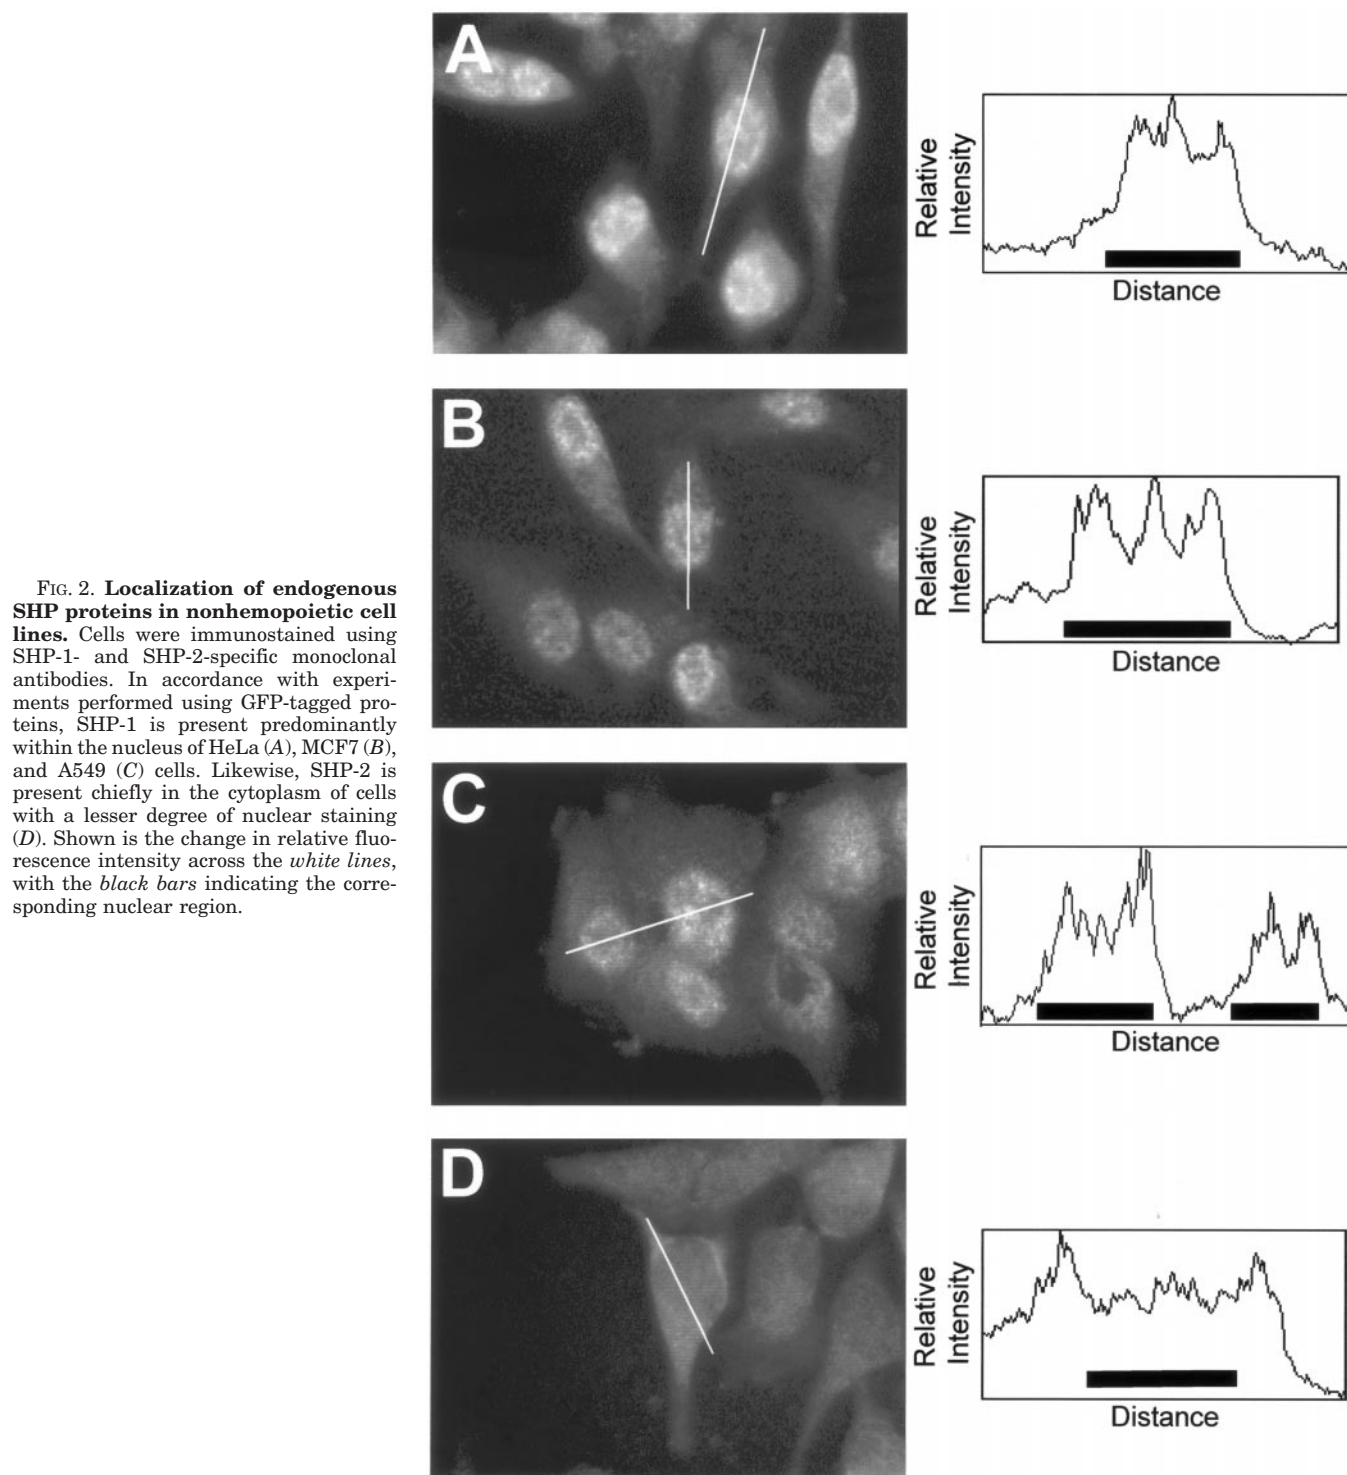 FIG. 2. Localization of endogenous
SHP proteins in nonhemopoietic cell
lines. Cells were immunostained using
SHP-1- and SHP-2-specific monoclonal
antibodies. In accordance with experi-
ments performed using GFP-tagged pro-
teins, SHP-1 is present predominantly
within the nucleus of HeLa (A), MCF7 (B),
and A549 (C) cells. Likewise, SHP-2 is
present chiefly in the cytoplasm of cells
with a lesser degree of nuclear staining
(D). Shown is the change in relative fluo-
rescence intensity across the white lines,
with the black bars indicating the corre-
sponding nuclear region.
A
Relative
Intensity
Distance
B
Relative
Intensity
Distance
C
Relative
Intensity
Distance
D
Relative
Intensity
Distance